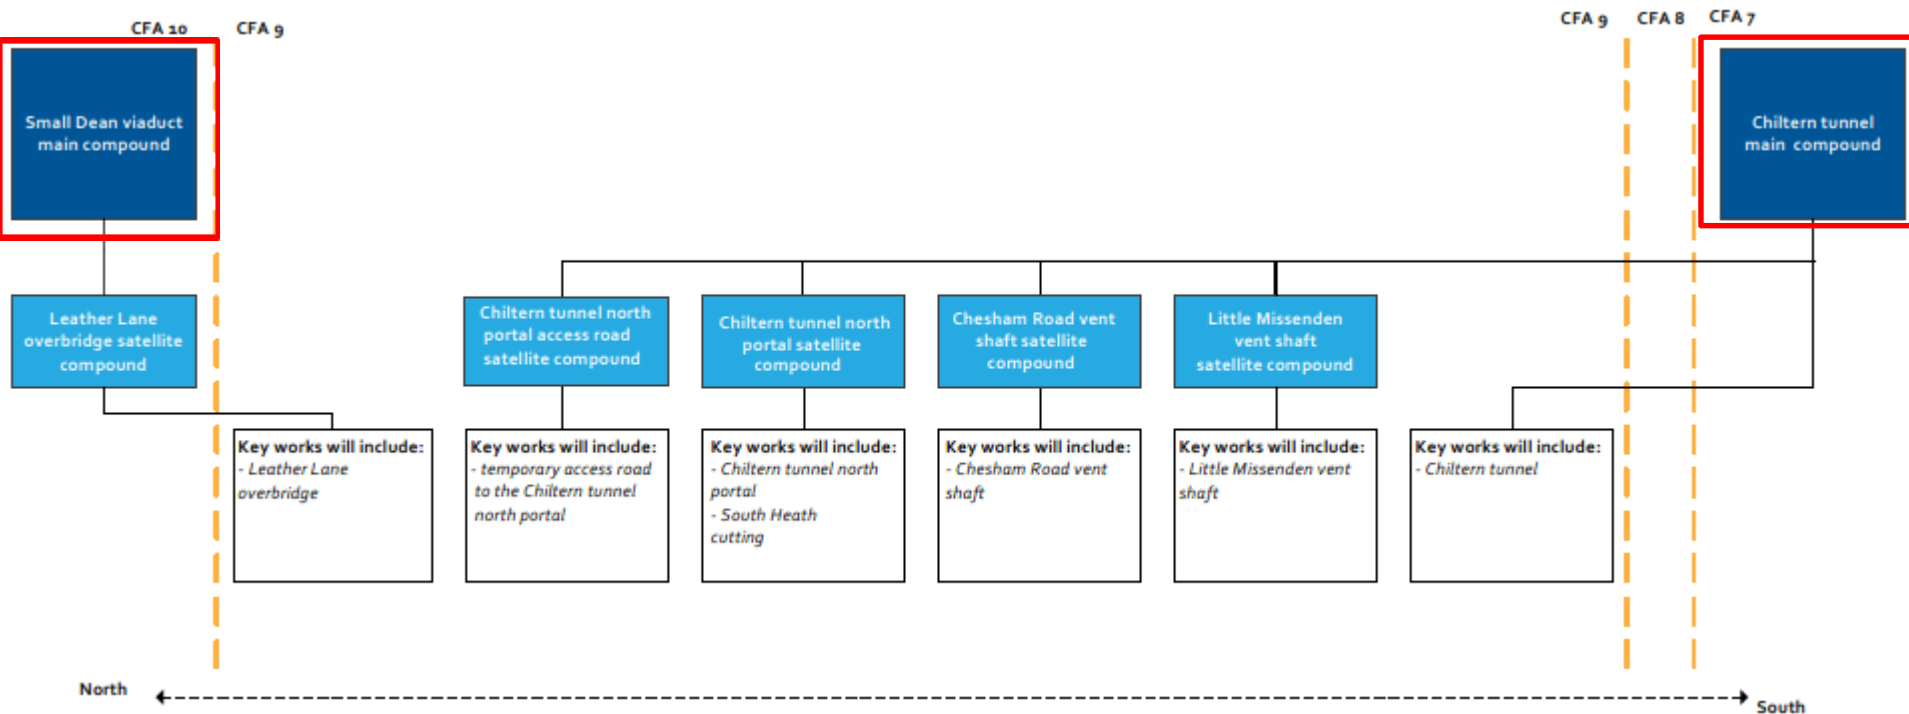 CFA 10
CFA 9
CFA 9
CFA 8
CFA 7
Small Dean viaduct
main compound
Chiltern tunnel
main compound
Leather Lane
overbridge satellite
compound
Chiltern tunnel north
portal access road
satellite compound
Chiltern tunnel north
portal satellite
compound
Chesham Road vent
shaft satellite
compound
Little Missenden
vent shaft
satellite compound
Key works will include:
- Leather Lane
overbridge
Key works will include:
- temporary access road
to the Chiltern tunnel
north portal
Key works will include:
- Chiltern tunnel north
portal
- South Heath
cutting
Key works will include:
- Chesham Road vent
shaft
Key works will include:
- Little Missenden vent
shaft
Key works will include:
- Chiltern tunnel
North
South